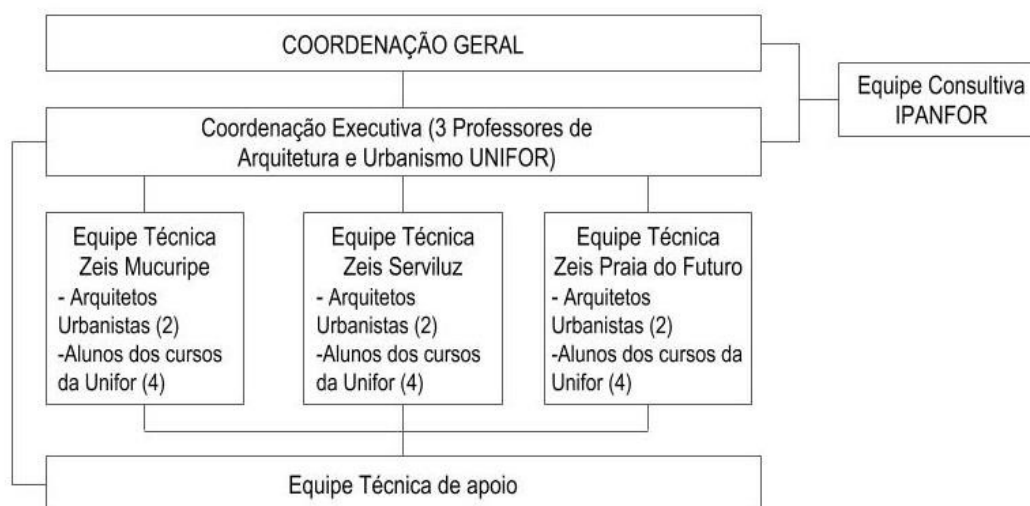 COORDENAÇÃO GERAL
Equipe Consultiva
IPANFOR
Coordenação Executiva (3 Professores de
Arquitetura e Urbanismo UNIFOR)
Equipe Técnica
Zeis Mucuripe
- Arquitetos
Urbanistas (2)
-Alunos dos cursos
da Unifor (4)
Equipe Técnica
Zeis Serviluz
- Arquitetos
Urbanistas (2)
-Alunos dos cursos
da Unifor (4)
Equipe Técnica
Zeis Praia do Futuro
- Arquitetos
Urbanistas (2)
-Alunos dos cursos da
Unifor (4)
Equipe Técnica de apoio